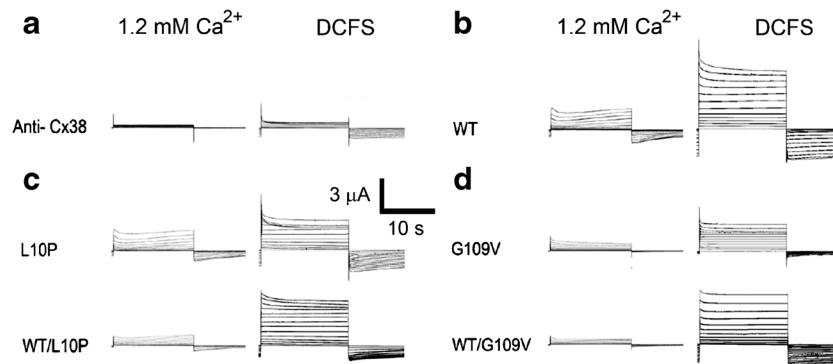 a
1.2 mM Ca2+ DCFS
Anti- Cx38
b
1.2 mM Ca2+ DCFS
WT
c
3 μA
10 s
L10P
WT/L10P
d
G109V
WT/G109V